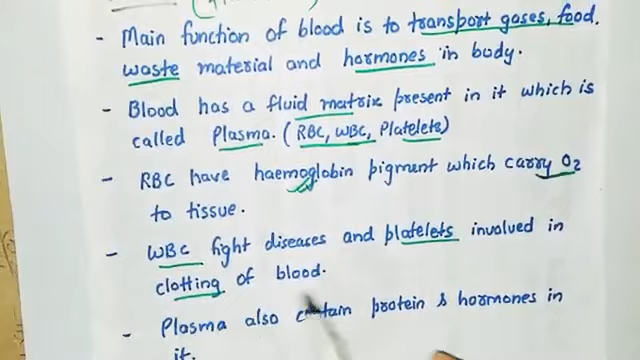 - Main function of blood is to transport gases, food,
waste material and hormones in body.
- Blood has a fluid matrix present in it which is
called Plasma. (RBC, WBC, Platelets)
- RBC have haemoglobin pigment which carry O2
to tissue.
- WBC fight diseases and platelets involved in
clotting of blood.
- Plasma also contain protein & hormones in
it.